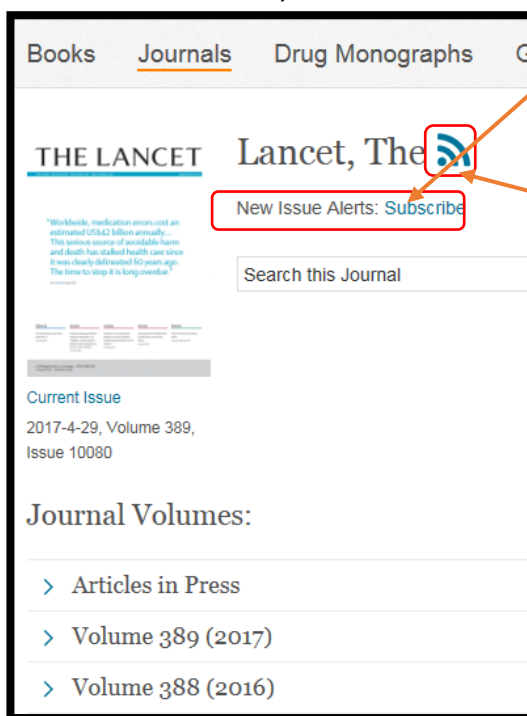 Books Journals Drug Monographs G
THE LANCET
Lancet, The
New Issue Alerts: Subscribe
Search this Journal
"Worldwide, medication errors cost an
estimated US$42 billion annually....
This serious source of avoidable harm
and death has stalked health care since
it was clearly delineated 60 years ago.
The time to stop it is long overdue."
Current Issue
2017-4-29, Volume 389,
Issue 10080
Journal Volumes:
Articles in Press
Volume 389 (2017)
Volume 388 (2016)